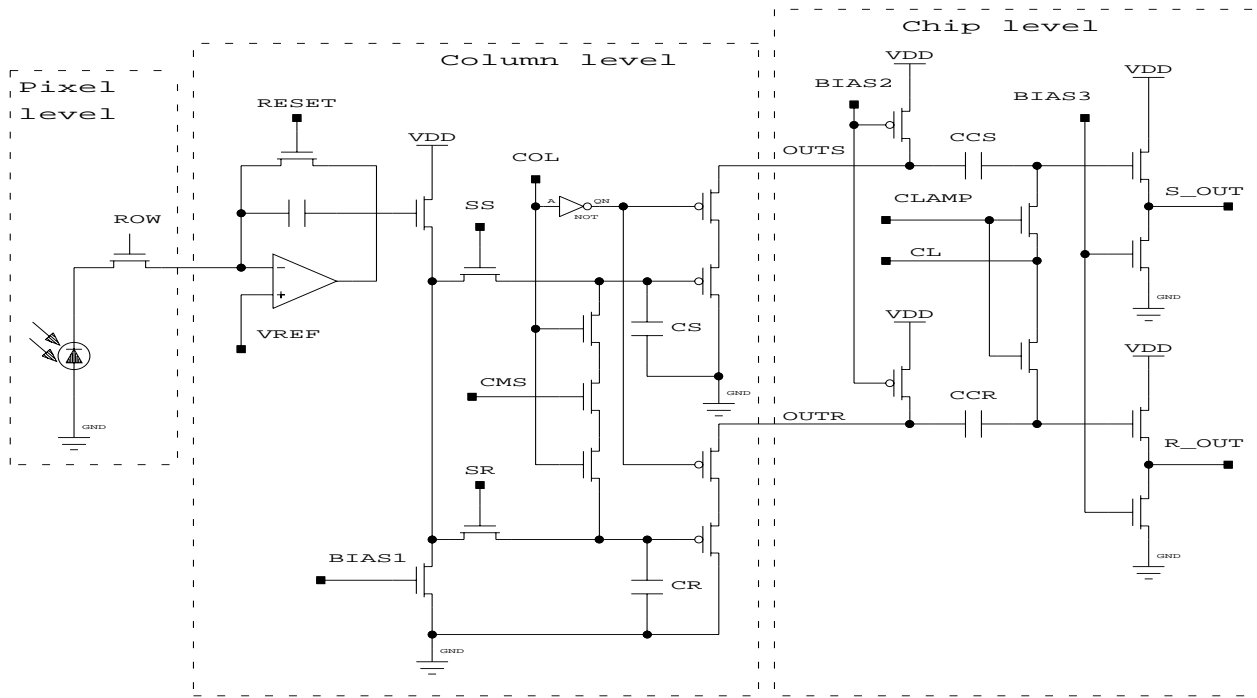 Pixel
level
Column level
Chip level
ROW
GND
RESET
VREF
VDD
BIAS1
GND
SS
SR
COL
A
NOT
QN
CMS
CS
CR
GND
OUTS
OUTR
BIAS2
VDD
CCS
BIAS3
VDD
CLAMP
CL
S_OUT
GND
VDD
CCR
VDD
R_OUT
GND